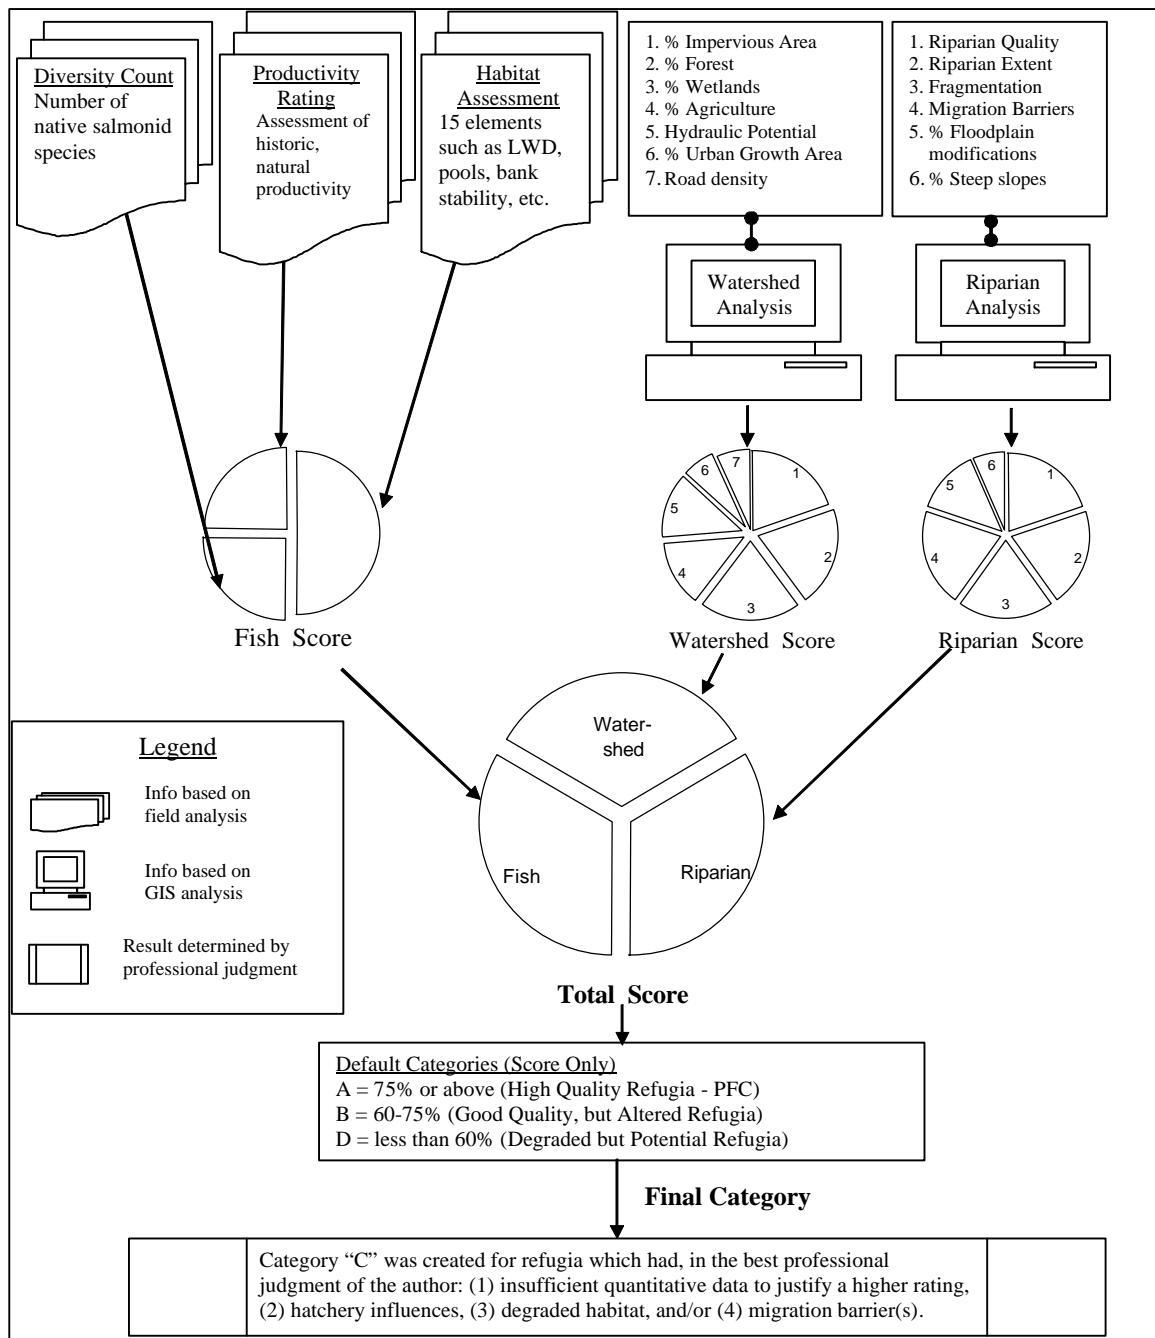 Diversity Count
Number of
native salmonid
species
Productivity
Rating
Assessment of
historic,
natural
productivity
Habitat
Assessment
15 elements
such as LWD,
pools, bank
stability, etc.
1. % Impervious Area
2. % Forest
3. % Wetlands
4. % Agriculture
5. Hydraulic Potential
6. % Urban Growth Area
7. Road density
1. Riparian Quality
2. Riparian Extent
3. Fragmentation
4. Migration Barriers
5. % Floodplain
modifications
6. % Steep slopes
Watershed
Analysis
Riparian
Analysis
Fish Score
1
2
3
4
5
6
7
Watershed Score
1
2
3
4
5
6
Riparian Score
Water-
shed
Fish
Riparian
Total Score
Legend
Info based on
field analysis
Info based on
GIS analysis
Result determined by
professional judgment
Default Categories (Score Only)
A = 75% or above (High Quality Refugia - PFC)
B = 60-75% (Good Quality, but Altered Refugia)
D = less than 60% (Degraded but Potential Refugia)
Final Category
Category “C” was created for refugia which had, in the best professional
judgment of the author: (1) insufficient quantitative data to justify a higher rating,
(2) hatchery influences, (3) degraded habitat, and/or (4) migration barrier(s).